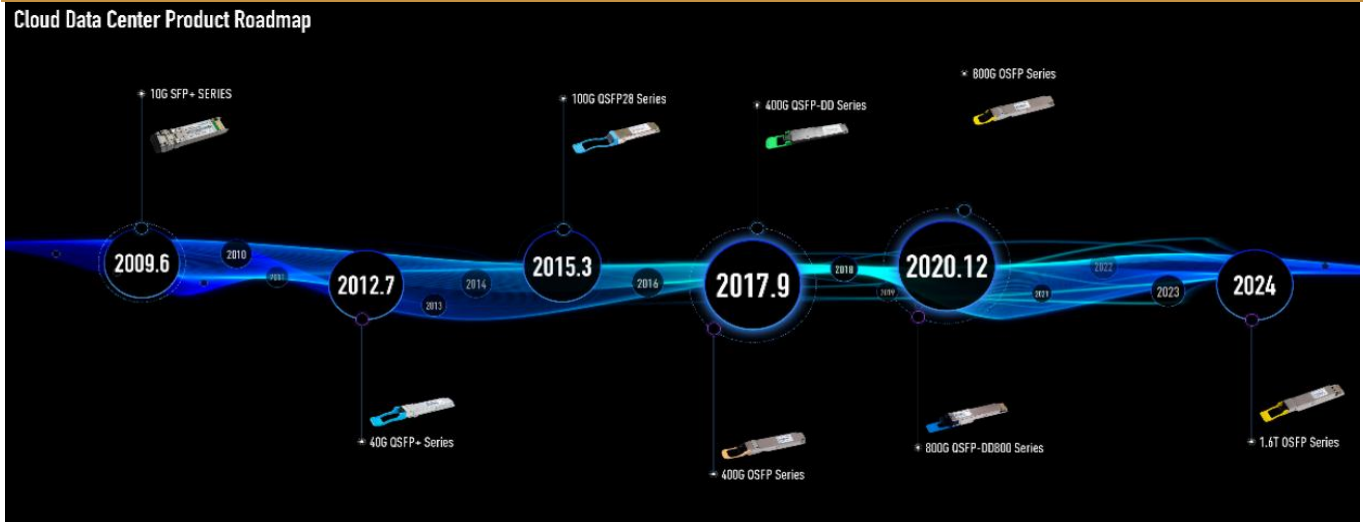 Cloud Data Center Product Roadmap
800G OSFP Series
10G SFP+ SERIES
100G QSFP28 Series
400G QSFP-DD Series
2009.6
2010
2011
2012.7
2013
2014
2015.3
2016
2017.9
2018
2019
2020.12
2021
2022
2023
2024
40G QSFP+ Series
400G OSFP Series
800G QSFP-DD800 Series
1.6T OSFP Series